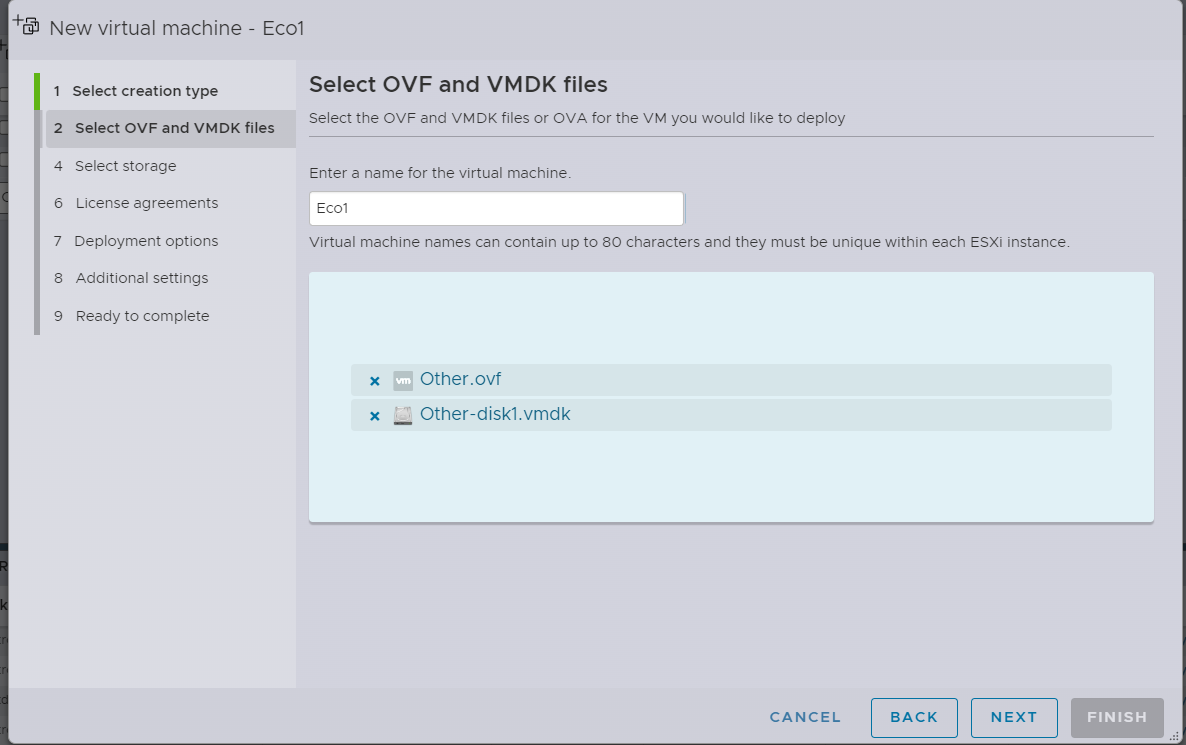 New virtual machine - Eco1
1 Select creation type
2 Select OVF and VMDK files
4 Select storage
6 License agreements
7 Deployment options
8 Additional settings
9 Ready to complete
Select OVF and VMDK files
Select the OVF and VMDK files or OVA for the VM you would like to deploy
Enter a name for the virtual machine.
Eco1
Virtual machine names can contain up to 80 characters and they must be unique within each ESXi instance.
vm Other.ovf
Other-disk1.vmdk
CANCEL BACK NEXT FINISH